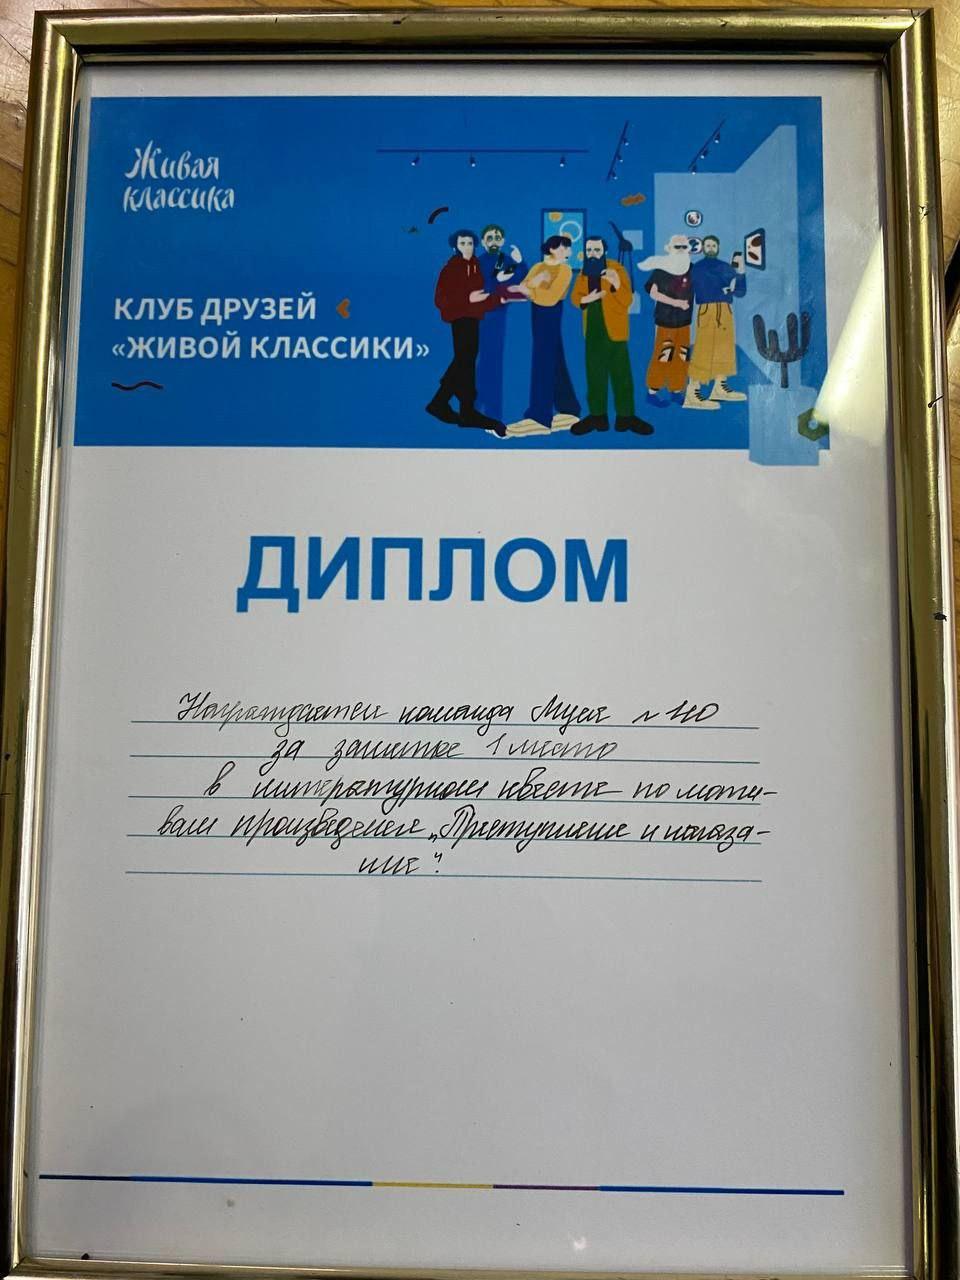 Живая
классика
КЛУБ ДРУЗЕЙ
«ЖИВОЙ КЛАССИКИ»
ДИПЛОМ
Награждается команда №
за занятое 1 место
в литературном квесте по моти-
вам произведения „Преступление и наказа-
ние“.